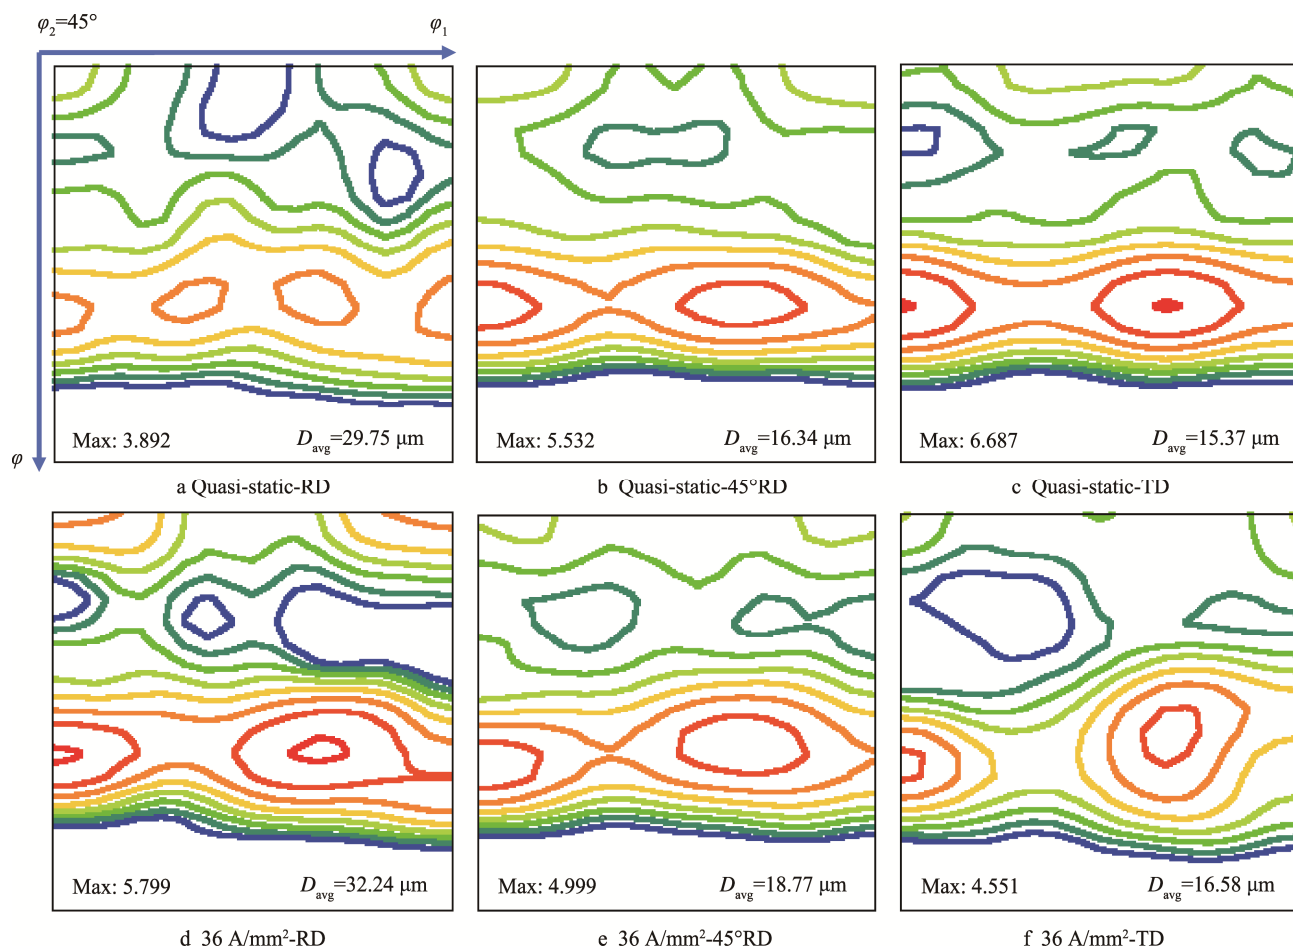 φ₂=45° φ₁
φ
Max: 3.892 Davg=29.75 μm
Max: 5.532 Davg=16.34 μm
Max: 6.687 Davg=15.37 μm
a Quasi-static-RD
b Quasi-static-45°RD
c Quasi-static-TD
Max: 5.799 Davg=32.24 μm
Max: 4.999 Davg=18.77 μm
Max: 4.551 Davg=16.58 μm
d 36 A/mm²-RD
e 36 A/mm²-45°RD
f 36 A/mm²-TD